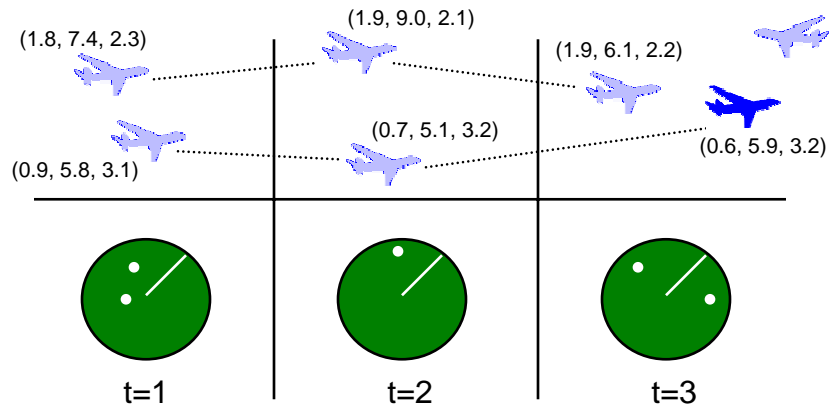 (1.8, 7.4, 2.3)
(1.9, 9.0, 2.1)
(1.9, 6.1, 2.2)
(0.9, 5.8, 3.1)
(0.7, 5.1, 3.2)
(0.6, 5.9, 3.2)
t=1
t=2
t=3